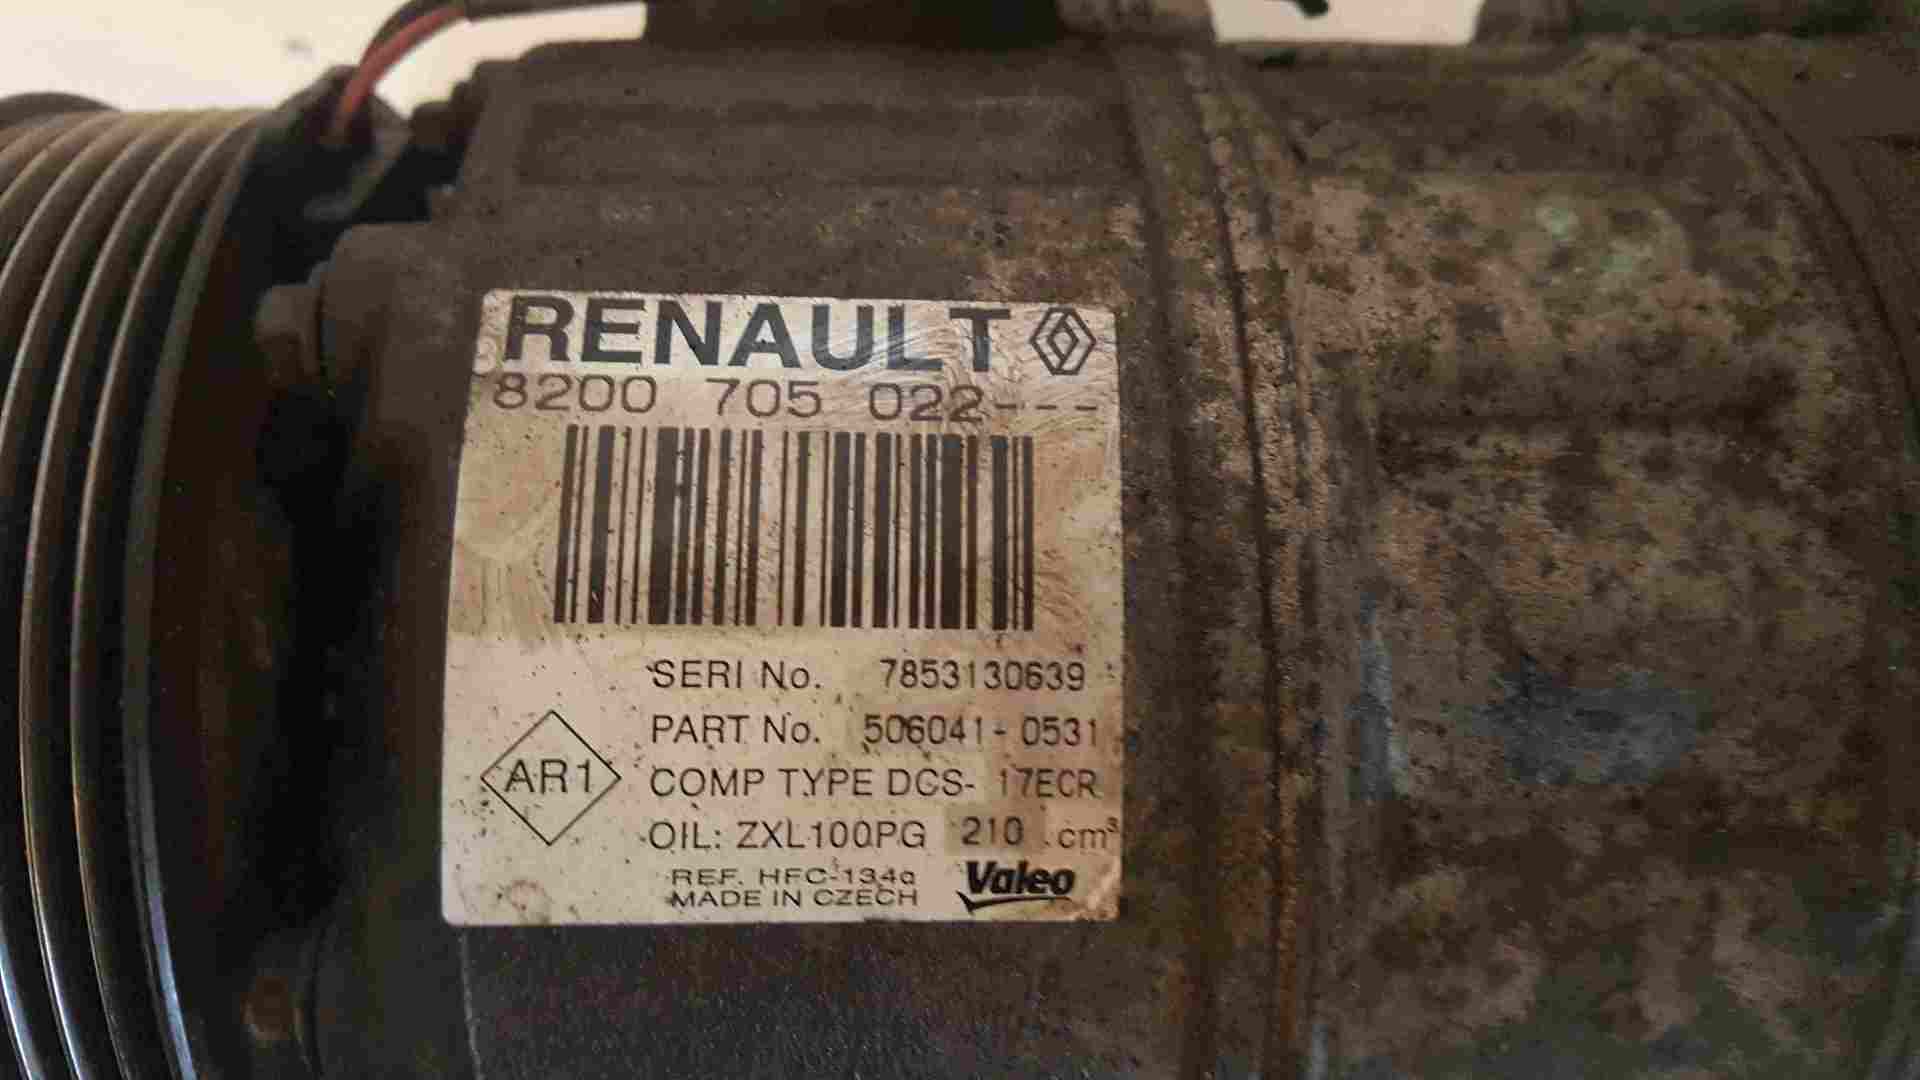 RENAULT
8200 705 022---
SERI No. 7853130639
PART No. 506041-0531
AR1
COMP TYPE DCS-17ECR
OIL: ZXL100PG 210 cm³
REF. HFC-134a
MADE IN CZECH
Valeo